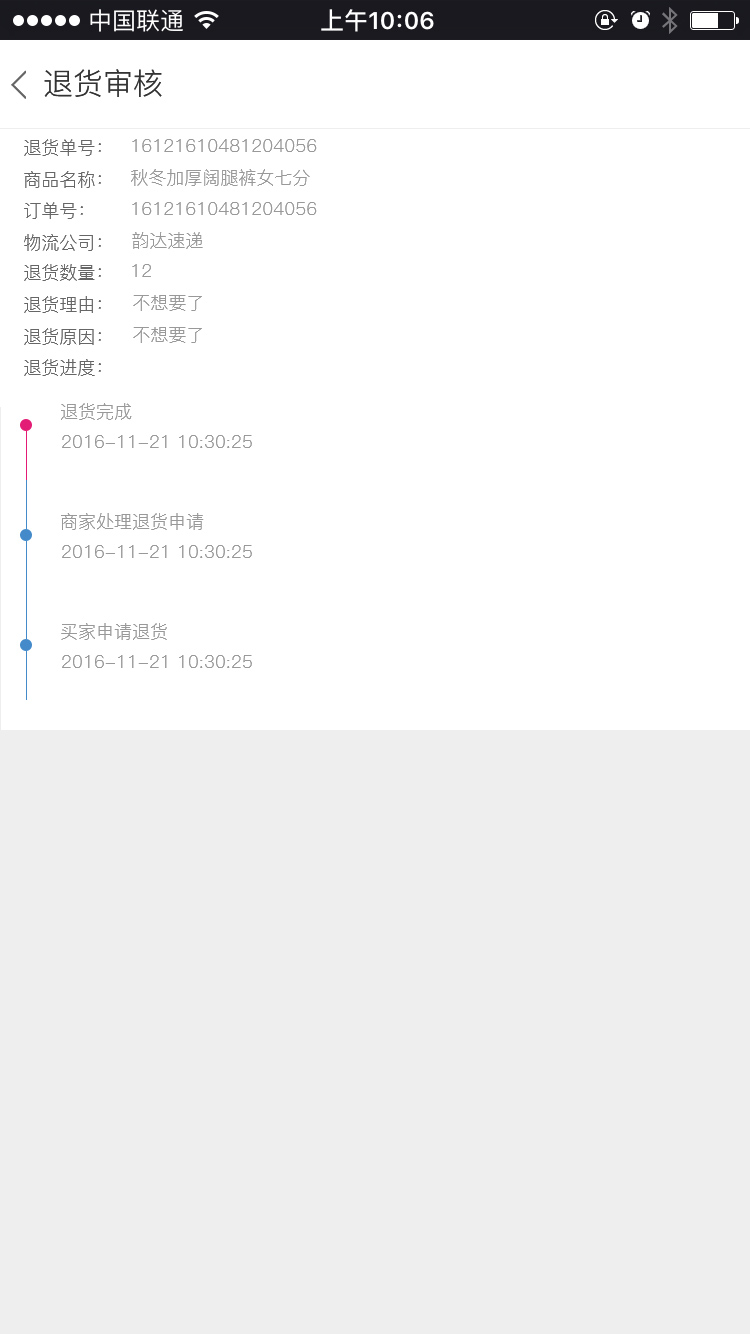 中国联通 上午10:06
退货审核
退货单号： 16121610481204056
商品名称： 秋冬加厚阔腿裤女七分
订单号： 16121610481204056
物流公司： 韵达速递
退货数量： 12
退货理由： 不想要了
退货原因： 不想要了
退货进度：
退货完成
2016-11-21 10:30:25
商家处理退货申请
2016-11-21 10:30:25
买家申请退货
2016-11-21 10:30:25